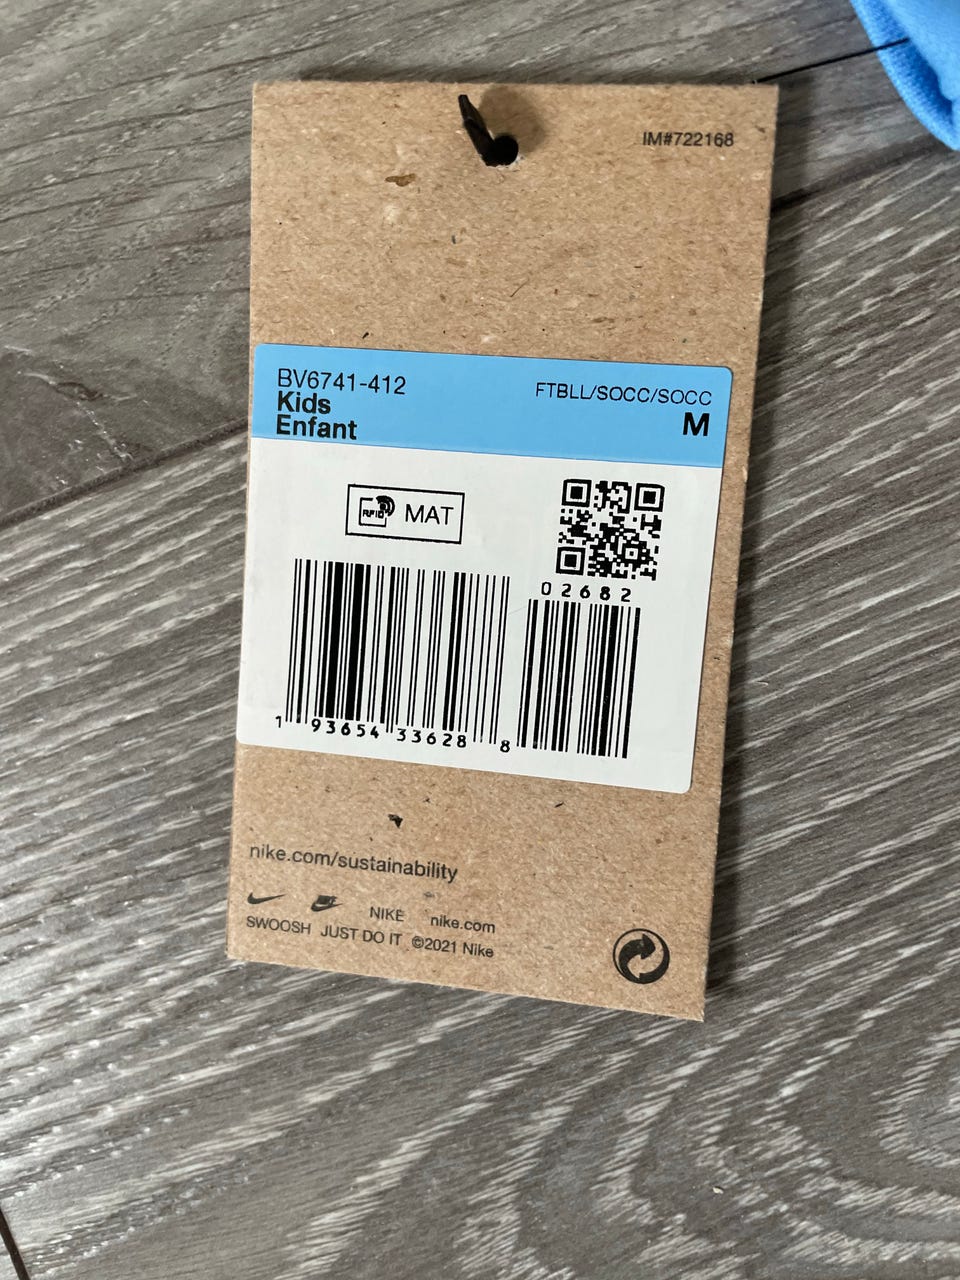 IM#722168
BV6741-412
Kids
Enfant
FTBLL/SOCC/SOCC
M
RFID MAT
02682
1 93654 33628 8
nike.com/sustainability
NIKE nike.com
SWOOSH JUST DO IT ©2021 Nike